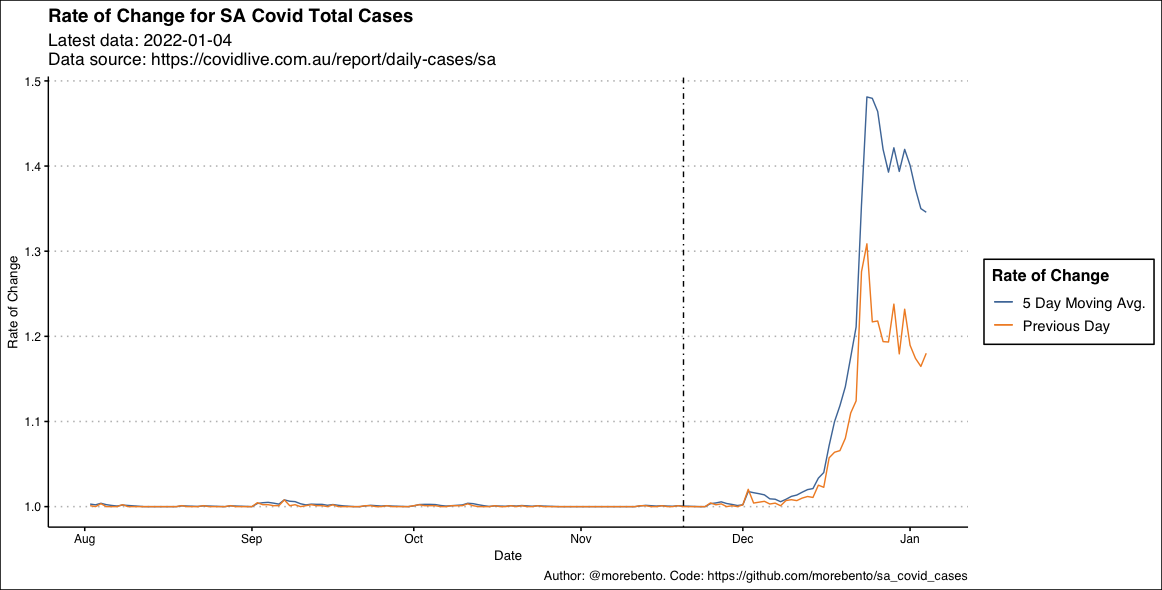 Rate of Change for SA Covid Total Cases
Latest data: 2022-01-04
Data source: https://covidlive.com.au/report/daily-cases/sa
1.5
1.4
1.3
1.2
1.1
1.0
Rate of Change
Aug Sep Oct Nov Dec Jan
Date
Rate of Change
5 Day Moving Avg.
Previous Day
Author: @morebento. Code: https://github.com/morebento/sa_covid_cases